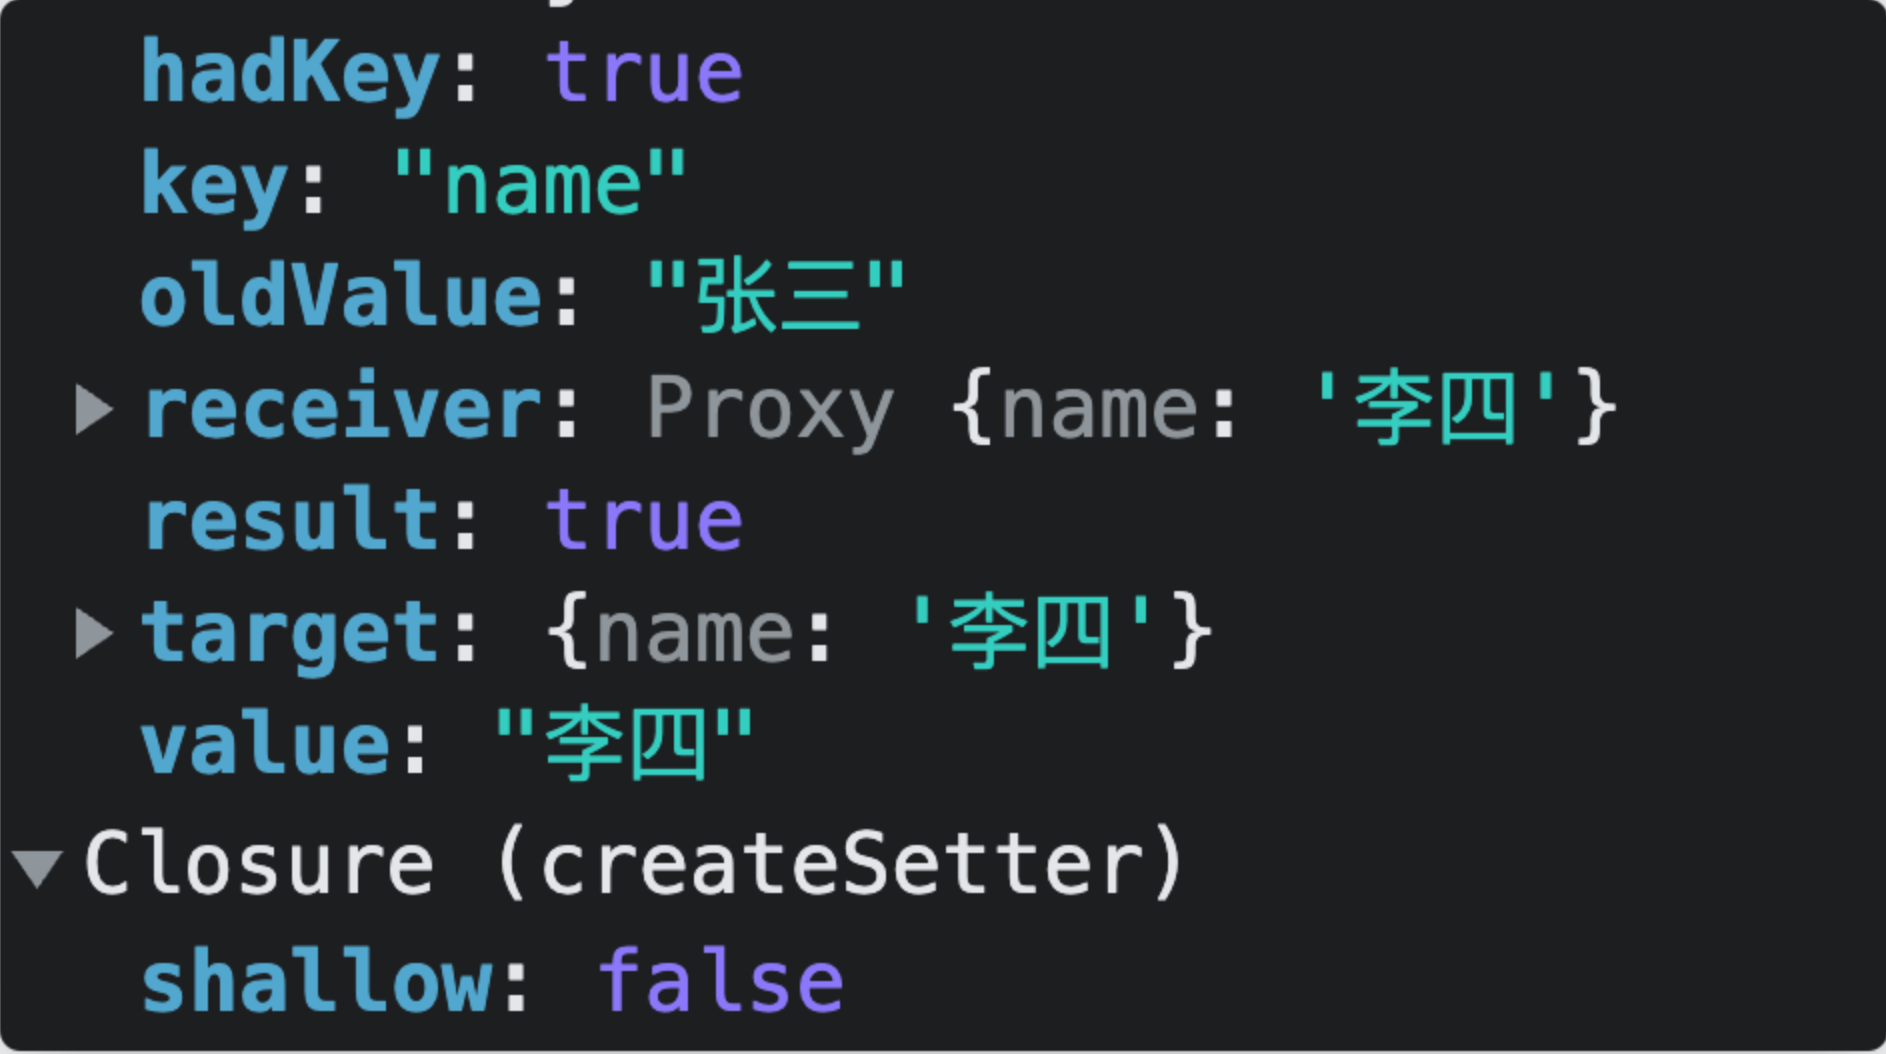 hadKey: true
key: "name"
oldValue: "张三"
receiver: Proxy {name: '李四'}
result: true
target: {name: '李四'}
value: "李四"
Closure (createSetter)
shallow: false